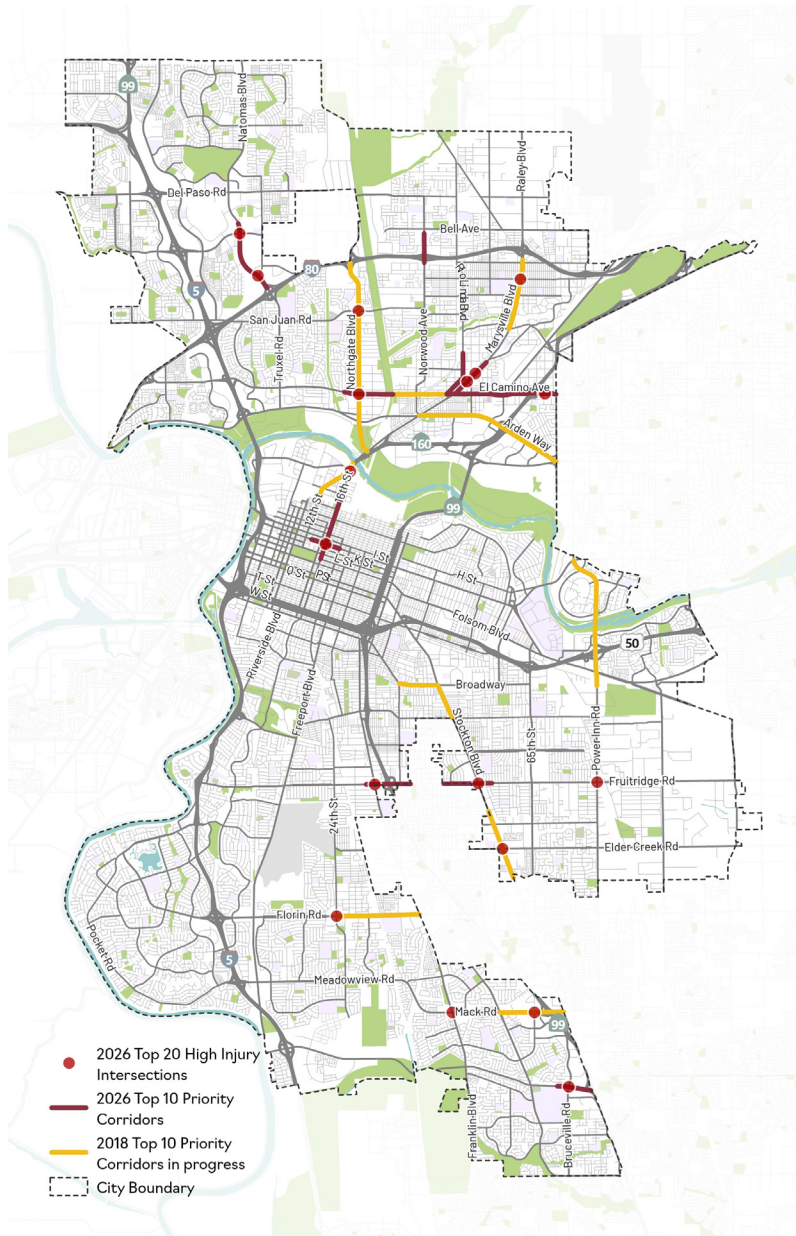 99
Natomas Blvd
Del Paso Rd
Raley Blvd
Bell Ave
80
5
San Juan Rd
Truxel Rd
Northgate Blvd
Norwood Ave
Marysville Blvd
El Camino Ave
Arden Way
160
12th St
16th St
99
I St
K St
L St
P St
Q St
T St
W St
H St
Folsom Blvd
50
Riverside Blvd
Freeport Blvd
Broadway
Stockton Blvd
65th St
Power Inn Rd
Fruitridge Rd
24th St
Elder Creek Rd
Florin Rd
Pocket Rd
5
Meadowview Rd
Mack Rd
99
Franklin Blvd
Bruceville Rd
2026 Top 20 High Injury
Intersections
2026 Top 10 Priority
Corridors
2018 Top 10 Priority
Corridors in progress
City Boundary